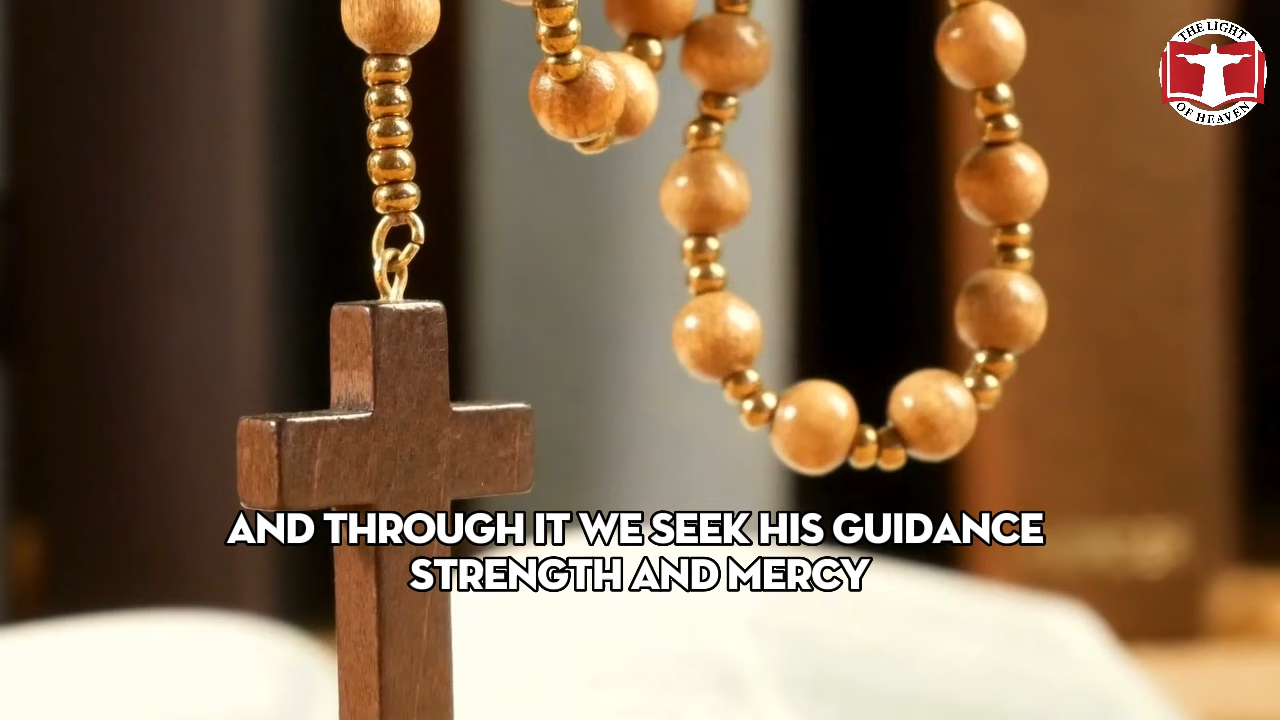 THE LIGHT
OF HEAVEN
AND THROUGH IT WE SEEK HIS GUIDANCE
STRENGTH AND MERCY